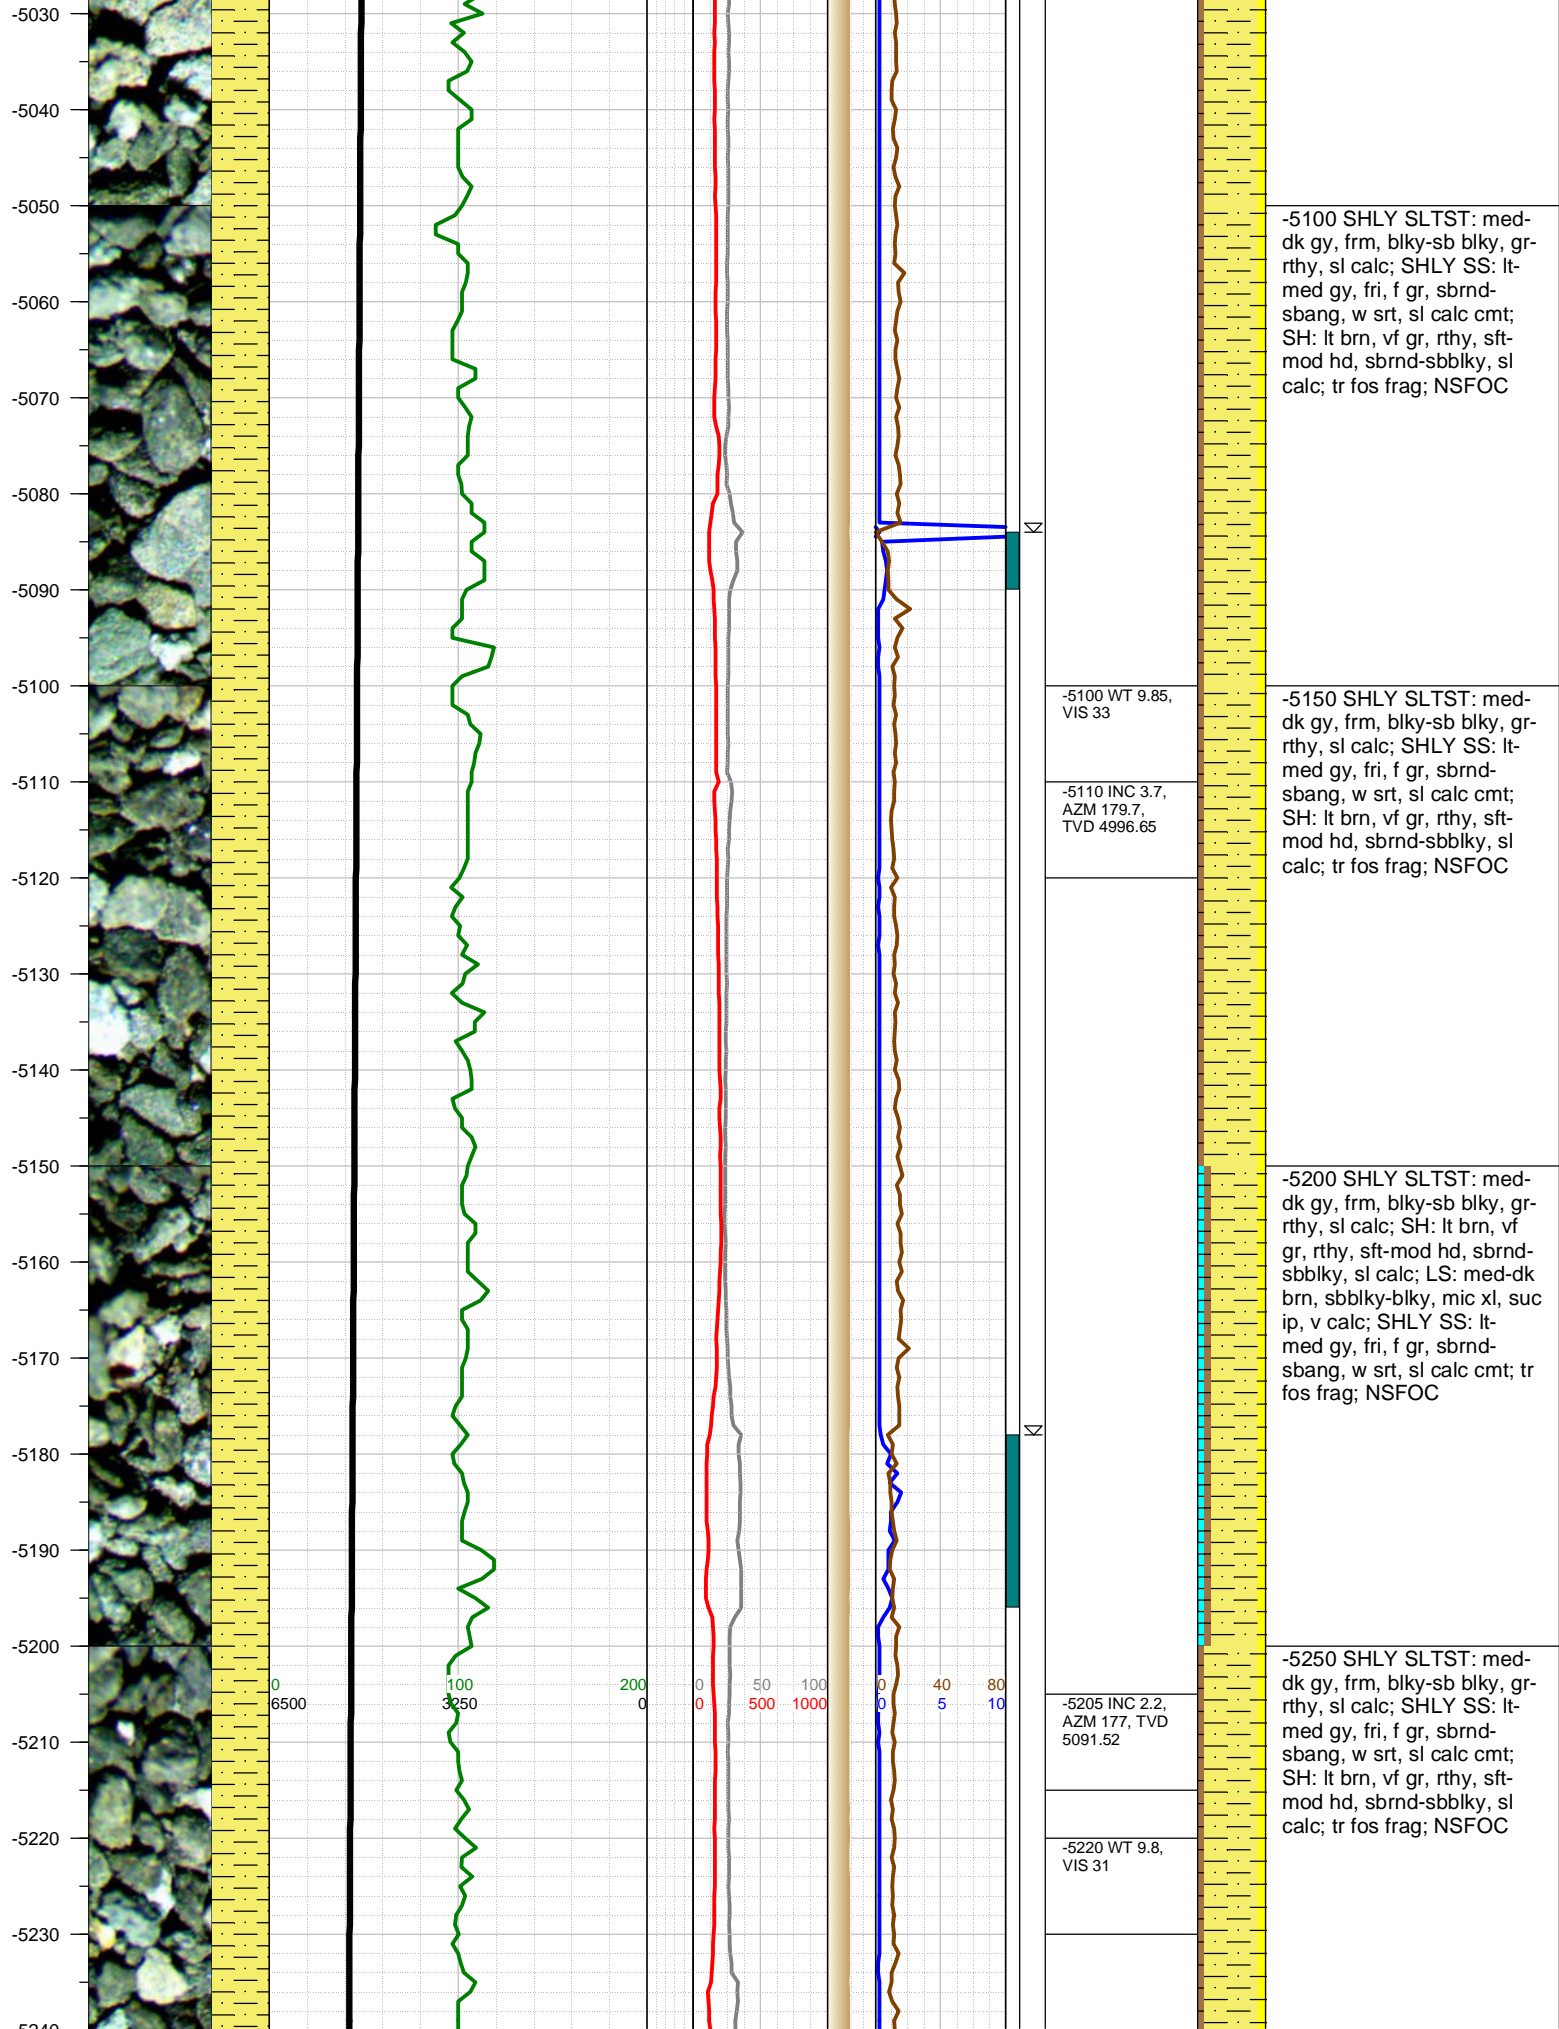 -5030
-5040
-5050
-5060
-5070
-5080
-5090
-5100
-5110
-5120
-5130
-5140
-5150
-5160
-5170
-5180
-5190
-5200
-5210
-5220
-5230
-5240
0 100 200
6500 3250 0
0 50 100
0 500 1000
0 40 80
0 5 10
-5100 WT 9.85,
VIS 33
-5110 INC 3.7,
AZM 179.7,
TVD 4996.65
-5205 INC 2.2,
AZM 177, TVD
5091.52
-5220 WT 9.8,
VIS 31
-5100 SHLY SLTST: med-
dk gy, frm, blky-sb blky, gr-
rthy, sl calc; SHLY SS: lt-
med gy, fri, f gr, sbrnd-
sbang, w srt, sl calc cmt;
SH: lt brn, vf gr, rthy, sft-
mod hd, sbrnd-sbblky, sl
calc; tr fos frag; NSFOC
-5150 SHLY SLTST: med-
dk gy, frm, blky-sb blky, gr-
rthy, sl calc; SHLY SS: lt-
med gy, fri, f gr, sbrnd-
sbang, w srt, sl calc cmt;
SH: lt brn, vf gr, rthy, sft-
mod hd, sbrnd-sbblky, sl
calc; tr fos frag; NSFOC
-5200 SHLY SLTST: med-
dk gy, frm, blky-sb blky, gr-
rthy, sl calc; SH: lt brn, vf
gr, rthy, sft-mod hd, sbrnd-
sbblky, sl calc; LS: med-dk
brn, sbblky-blky, mic xl, suc
ip, v calc; SHLY SS: lt-
med gy, fri, f gr, sbrnd-
sbang, w srt, sl calc cmt; tr
fos frag; NSFOC
-5250 SHLY SLTST: med-
dk gy, frm, blky-sb blky, gr-
rthy, sl calc; SHLY SS: lt-
med gy, fri, f gr, sbrnd-
sbang, w srt, sl calc cmt;
SH: lt brn, vf gr, rthy, sft-
mod hd, sbrnd-sbblky, sl
calc; tr fos frag; NSFOC